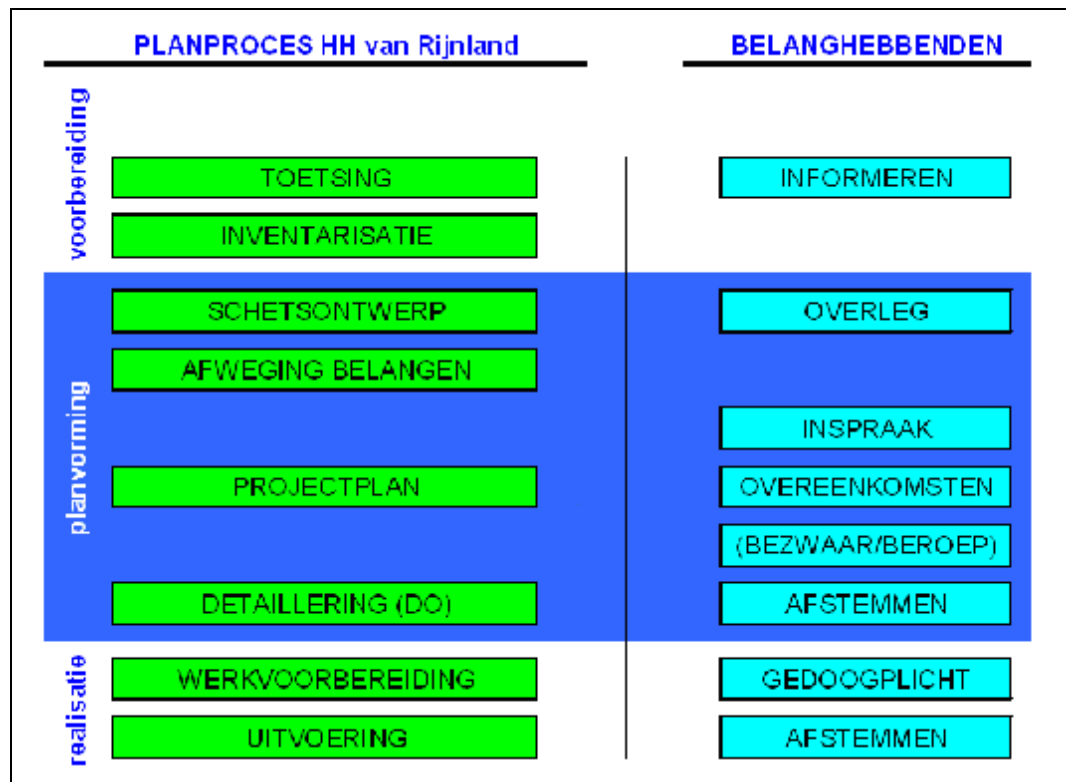 PLANPROCES HH van Rijnland
BELANGHEBBENDEN
voorbereiding
TOETSING
INFORMEREN
INVENTARISATIE
planvorming
SCHETSONTWERP
OVERLEG
AFWEGING BELANGEN
INSPRAAK
PROJECTPLAN
OVEREENKOMSTEN
(BEZWAAR/BEROEP)
DETAILLERING (DO)
AFSTEMMEN
realisatie
WERKVOORBEREIDING
GEDOOGPLICHT
UITVOERING
AFSTEMMEN